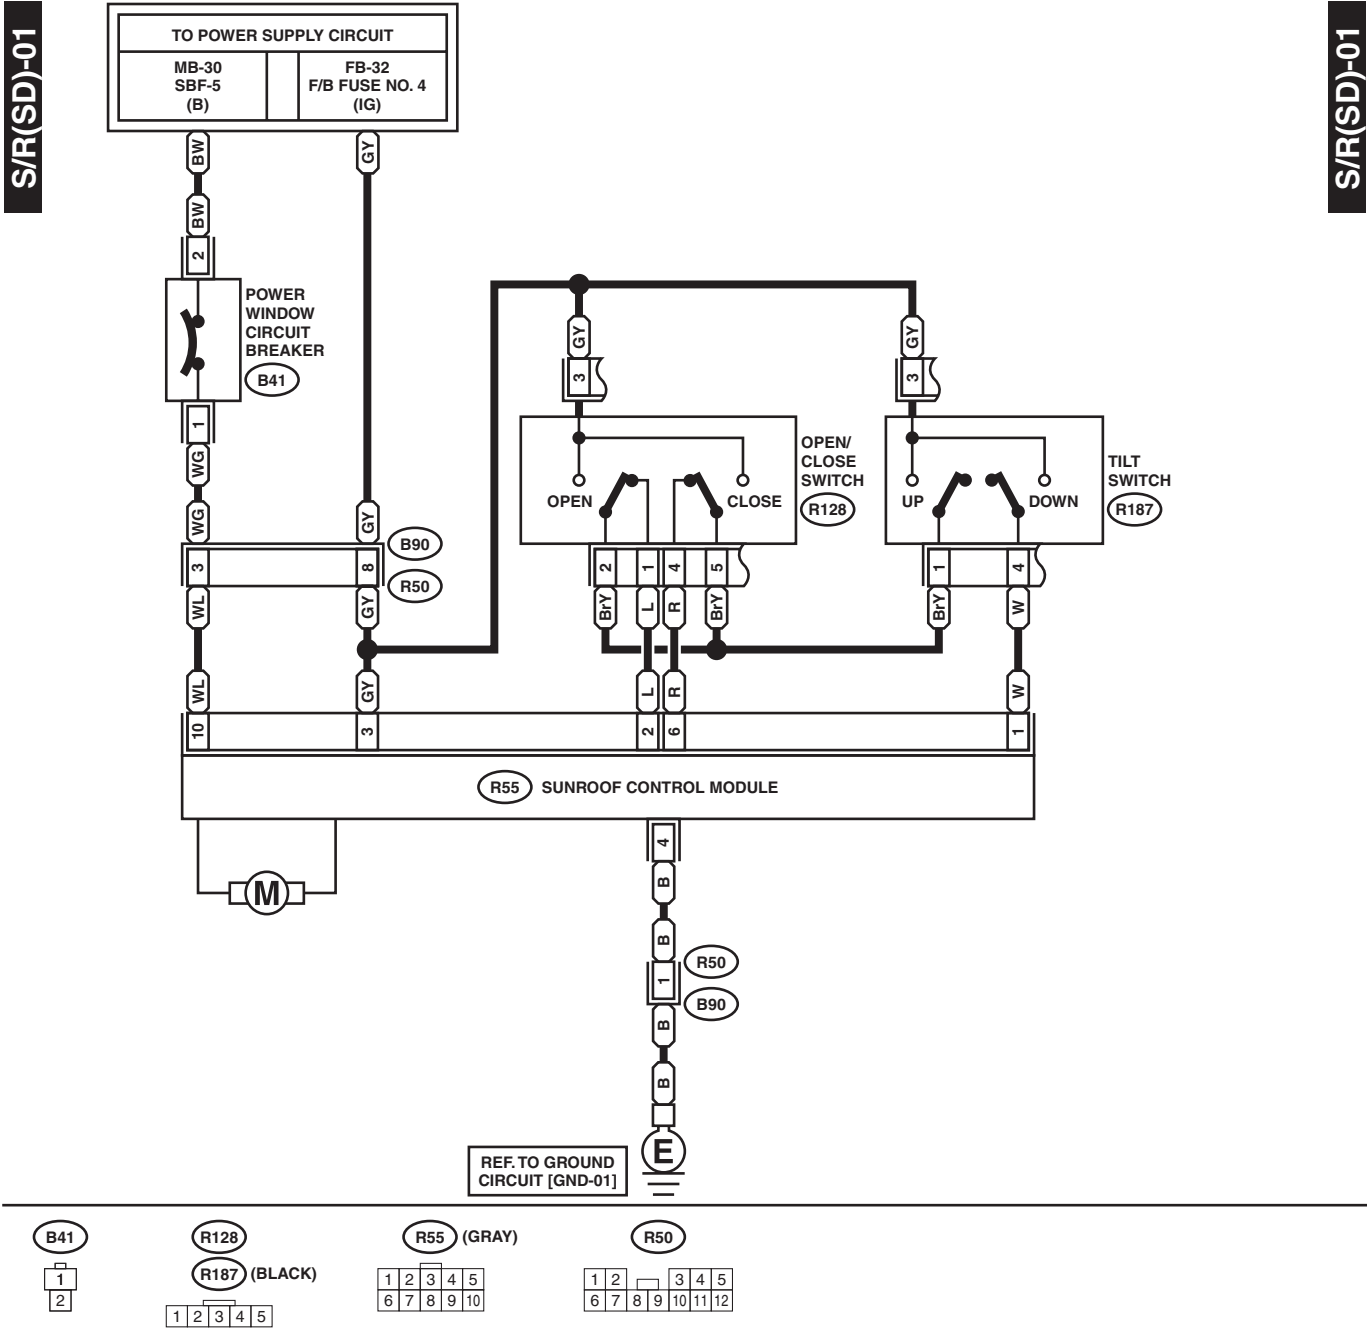 S/R(SD)-01
S/R(SD)-01
TO POWER SUPPLY CIRCUIT
MB-30
SBF-5
(B)
FB-32
F/B FUSE NO. 4
(IG)
BW
GY
BW
2
POWER
WINDOW
CIRCUIT
BREAKER
B41
1
WG
WG
GY
B90
3
8
R50
WL
GY
WL
GY
GY
GY
3
3
OPEN
CLOSE
OPEN/
CLOSE
SWITCH
R128
UP
DOWN
TILT
SWITCH
R187
2
1
4
5
1
4
BrY
L
R
BrY
BrY
W
L
R
W
10
3
2
6
1
R55
SUNROOF CONTROL MODULE
M
4
B
B
R50
1
B90
B
B
E
REF. TO GROUND
CIRCUIT [GND-01]
B41
1
2
R128
R187 (BLACK)
1 2 3 4 5
R55 (GRAY)
1 2 3 4 5
6 7 8 9 10
R50
1 2 3 4 5
6 7 8 9 10 11 12